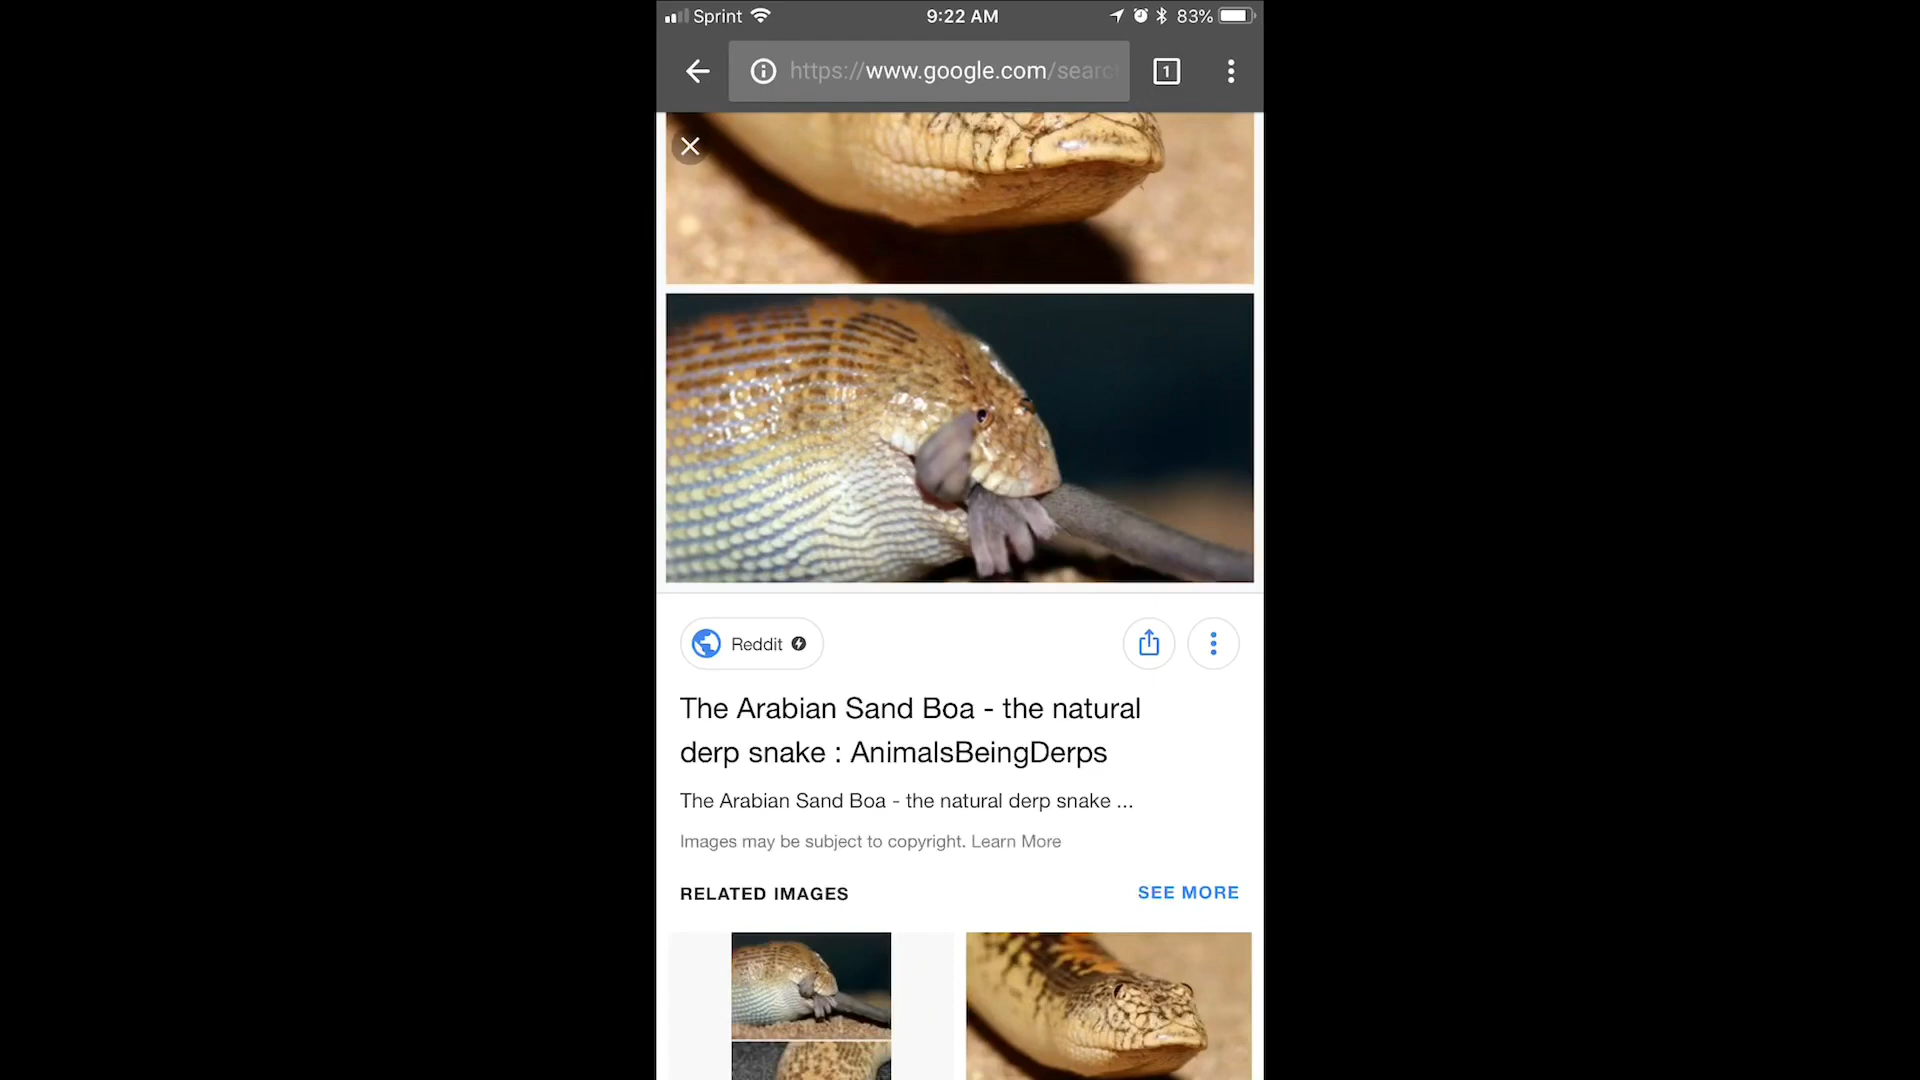 Sprint 9:22 AM 83%
https://www.google.com/searc
1
Reddit
The Arabian Sand Boa - the natural
derp snake : AnimalsBeingDerps
The Arabian Sand Boa - the natural derp snake ...
Images may be subject to copyright. Learn More
RELATED IMAGES SEE MORE